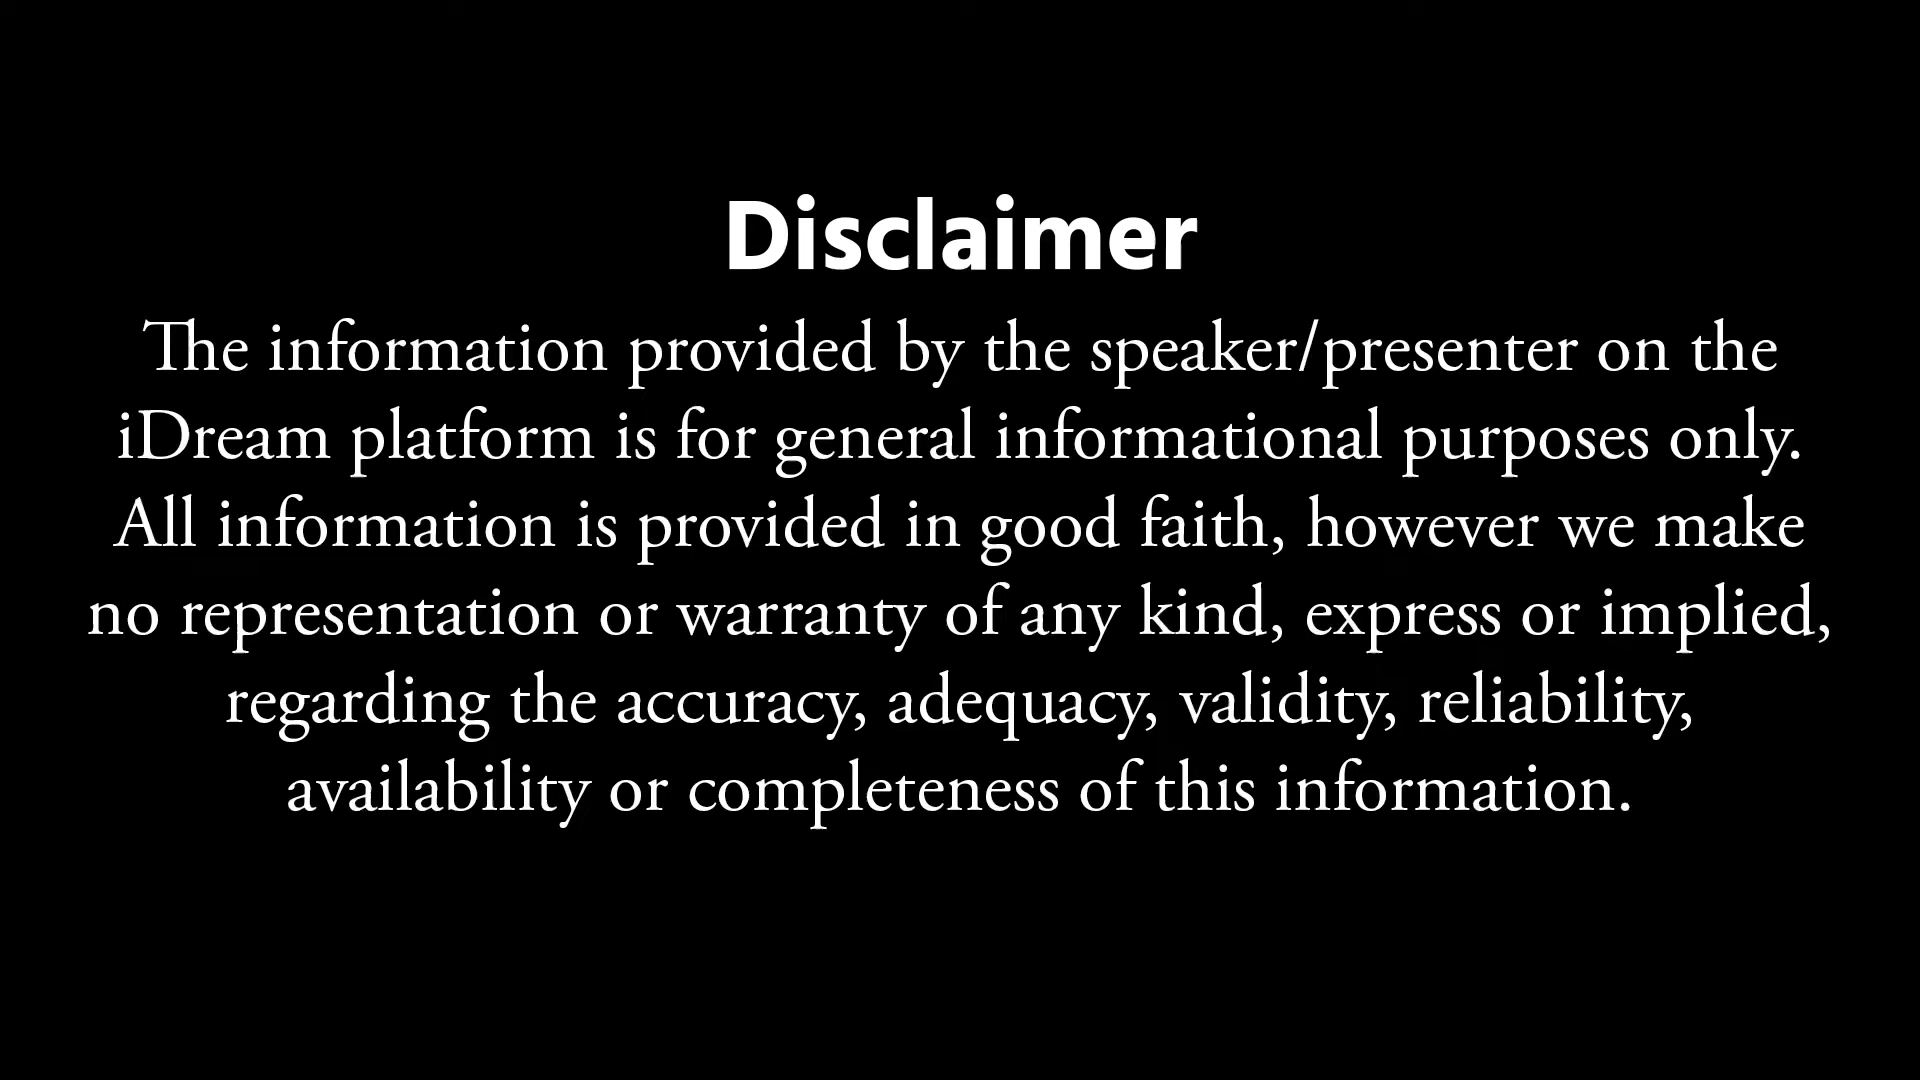 Disclaimer
The information provided by the speaker/presenter on the
iDream platform is for general informational purposes only.
All information is provided in good faith, however we make
no representation or warranty of any kind, express or implied,
regarding the accuracy, adequacy, validity, reliability,
availability or completeness of this information.